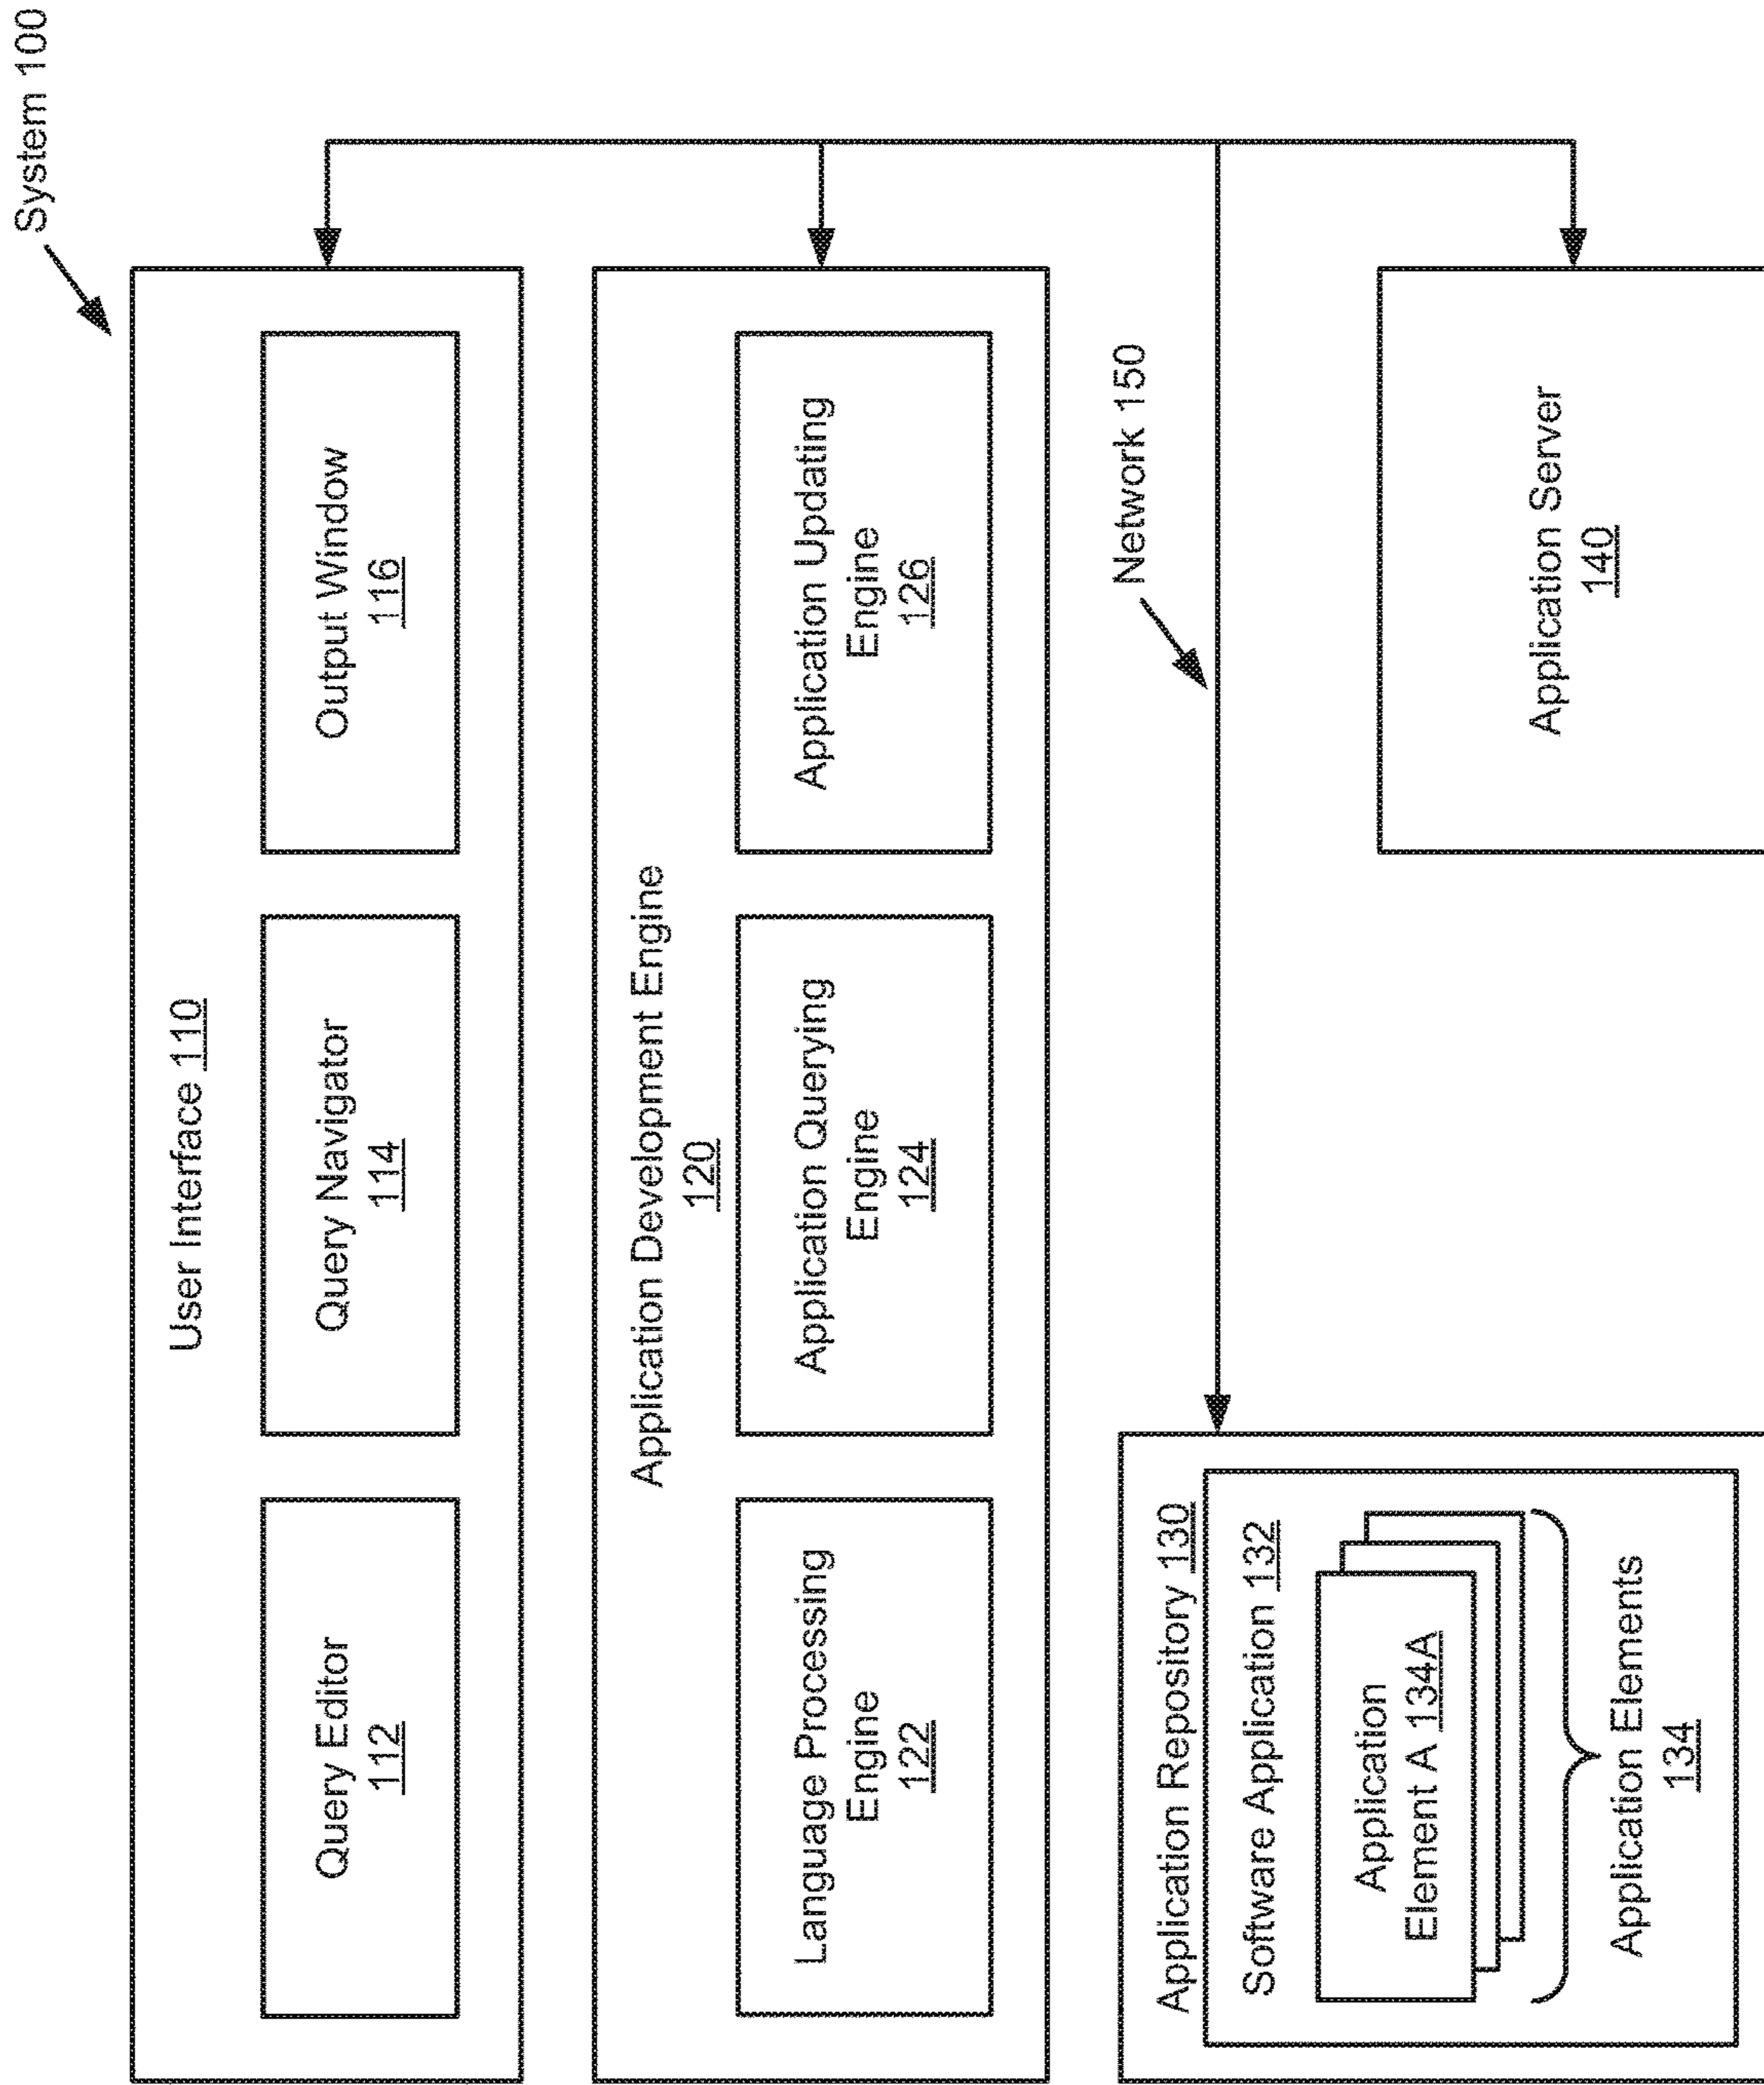 System 100
User Interface 110
Query Editor
112
Query Navigator
114
Output Window
116
Application Development Engine
120
Language Processing
Engine
122
Application Querying
Engine
124
Application Updating
Engine
126
Network 150
Application Repository 130
Software Application 132
Application
Element A 134A
Application Elements
134
Application Server
140